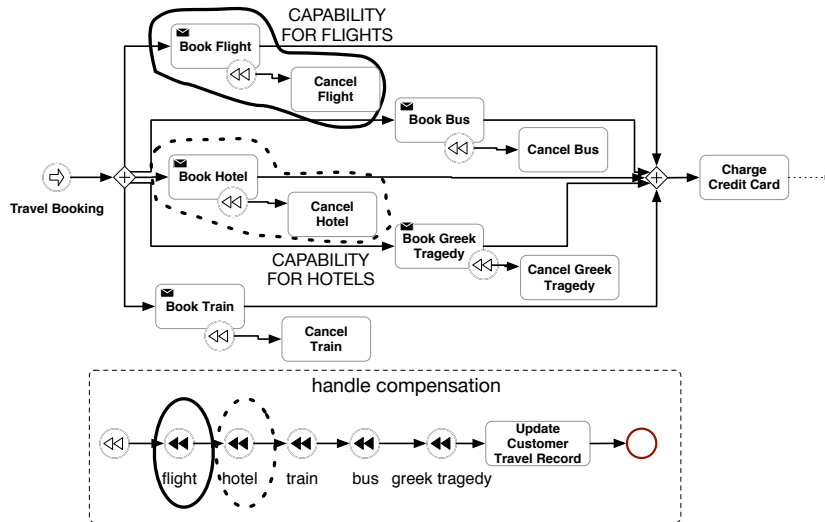 CAPABILITY
FOR FLIGHTS
Book Flight
Cancel
Flight
Book Bus
Cancel Bus
Travel Booking
Book Hotel
Cancel
Hotel
Charge
Credit Card
CAPABILITY
FOR HOTELS
Book Greek
Tragedy
Cancel Greek
Tragedy
Book Train
Cancel
Train
handle compensation
flight
hotel
train
bus
greek tragedy
Update
Customer
Travel Record